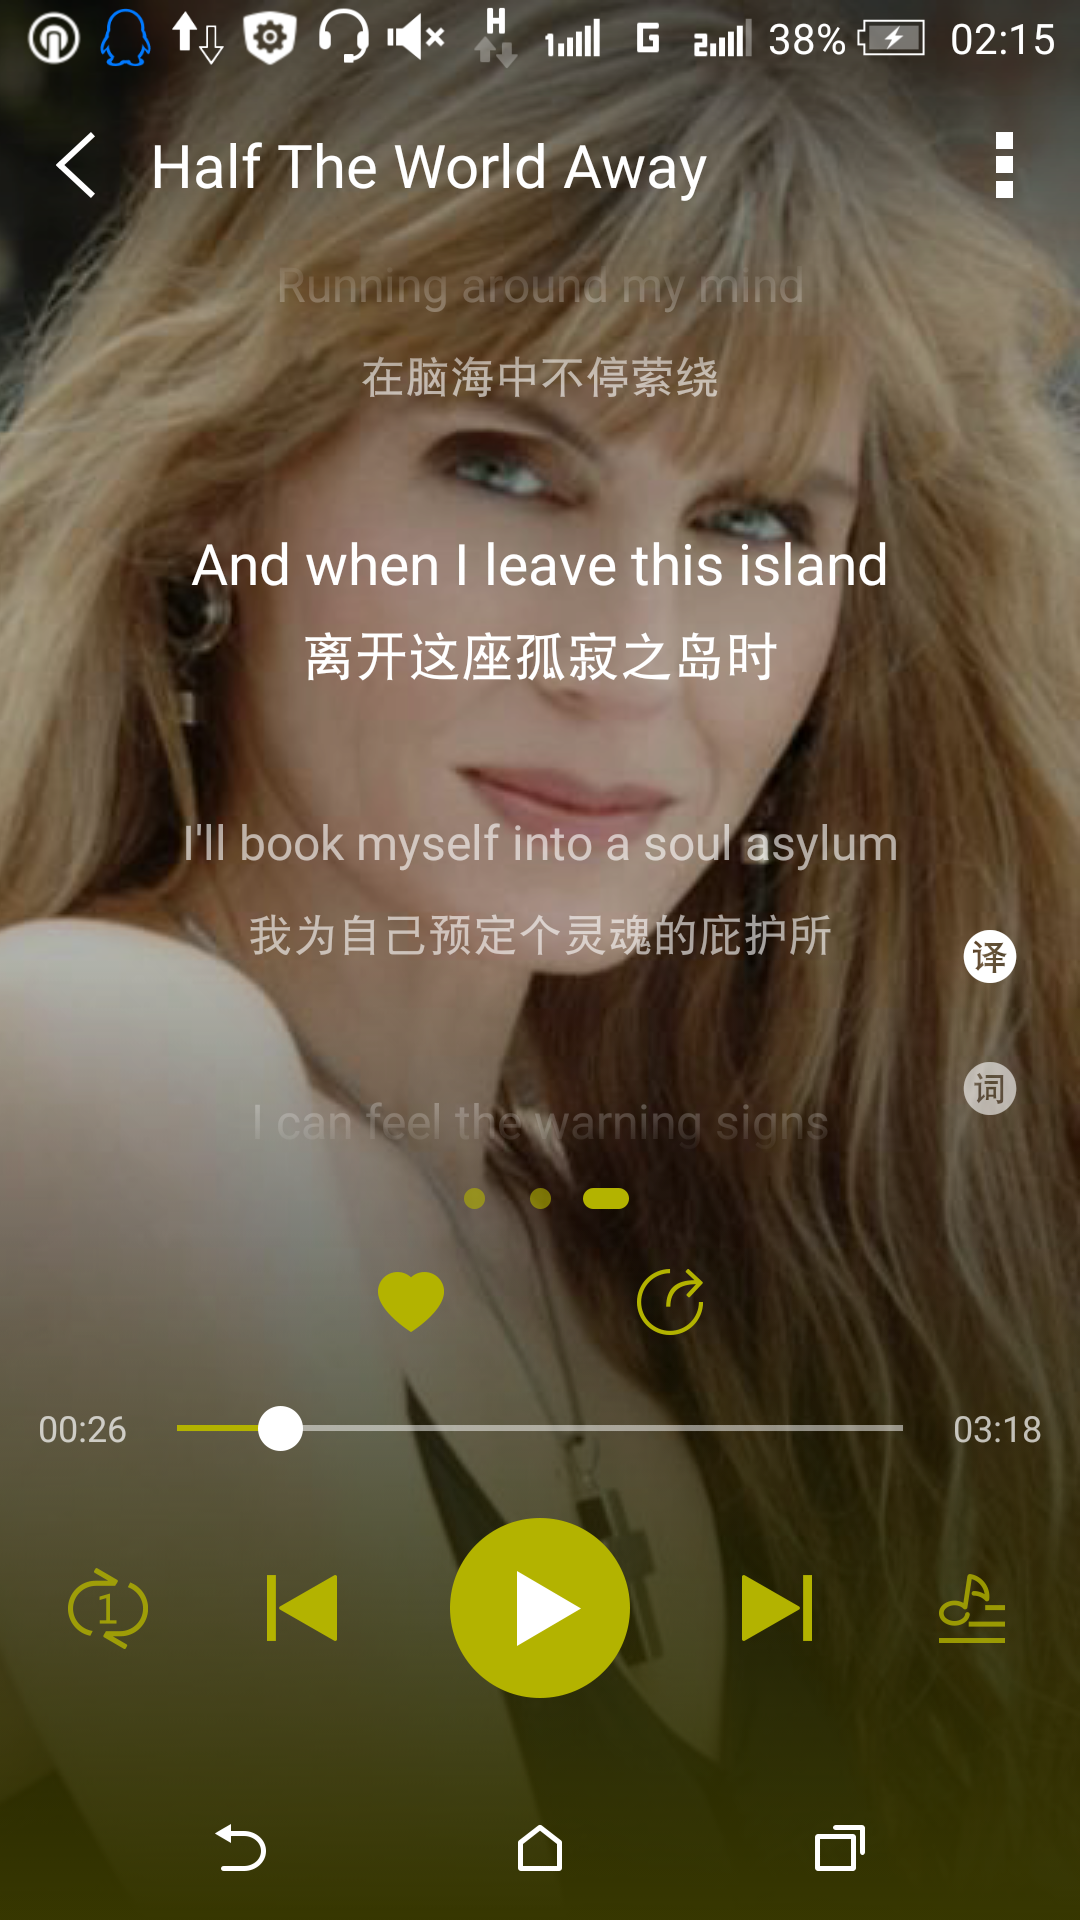 H 1 G 2 38% 02:15
Half The World Away
Running around my mind
在脑海中不停萦绕
And when I leave this island
离开这座孤寂之岛时
I'll book myself into a soul asylum
我为自己预定个灵魂的庇护所
译
词
I can feel the warning signs
00:26
03:18
1